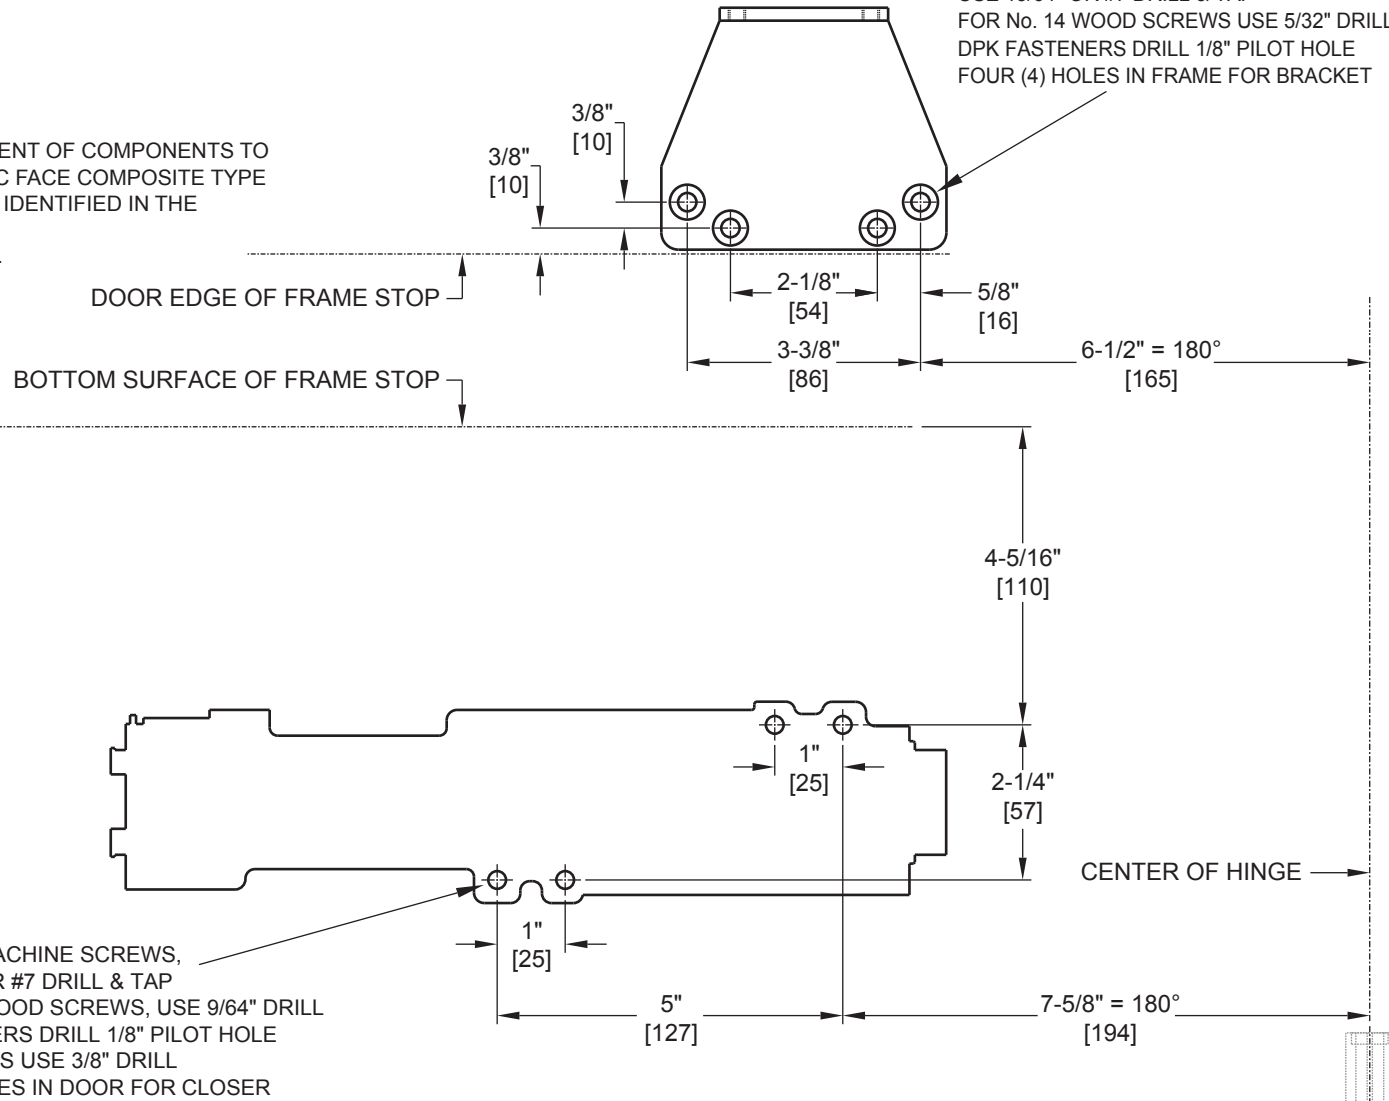 FOR No. 14 WOOD SCREWS USE 5/32" DRILL
DPK FASTENERS DRILL 1/8" PILOT HOLE
FOUR (4) HOLES IN FRAME FOR BRACKET
3/8"
[10]
3/8"
[10]
ENT OF COMPONENTS TO
C FACE COMPOSITE TYPE
IDENTIFIED IN THE
DOOR EDGE OF FRAME STOP
2-1/8"
[54]
5/8"
[16]
3-3/8"
[86]
6-1/2" = 180°
[165]
BOTTOM SURFACE OF FRAME STOP
4-5/16"
[110]
1"
[25]
2-1/4"
[57]
CENTER OF HINGE
1"
[25]
ACHINE SCREWS,
R #7 DRILL & TAP
OOD SCREWS, USE 9/64" DRILL
ERS DRILL 1/8" PILOT HOLE
S USE 3/8" DRILL
ES IN DOOR FOR CLOSER
5"
[127]
7-5/8" = 180°
[194]